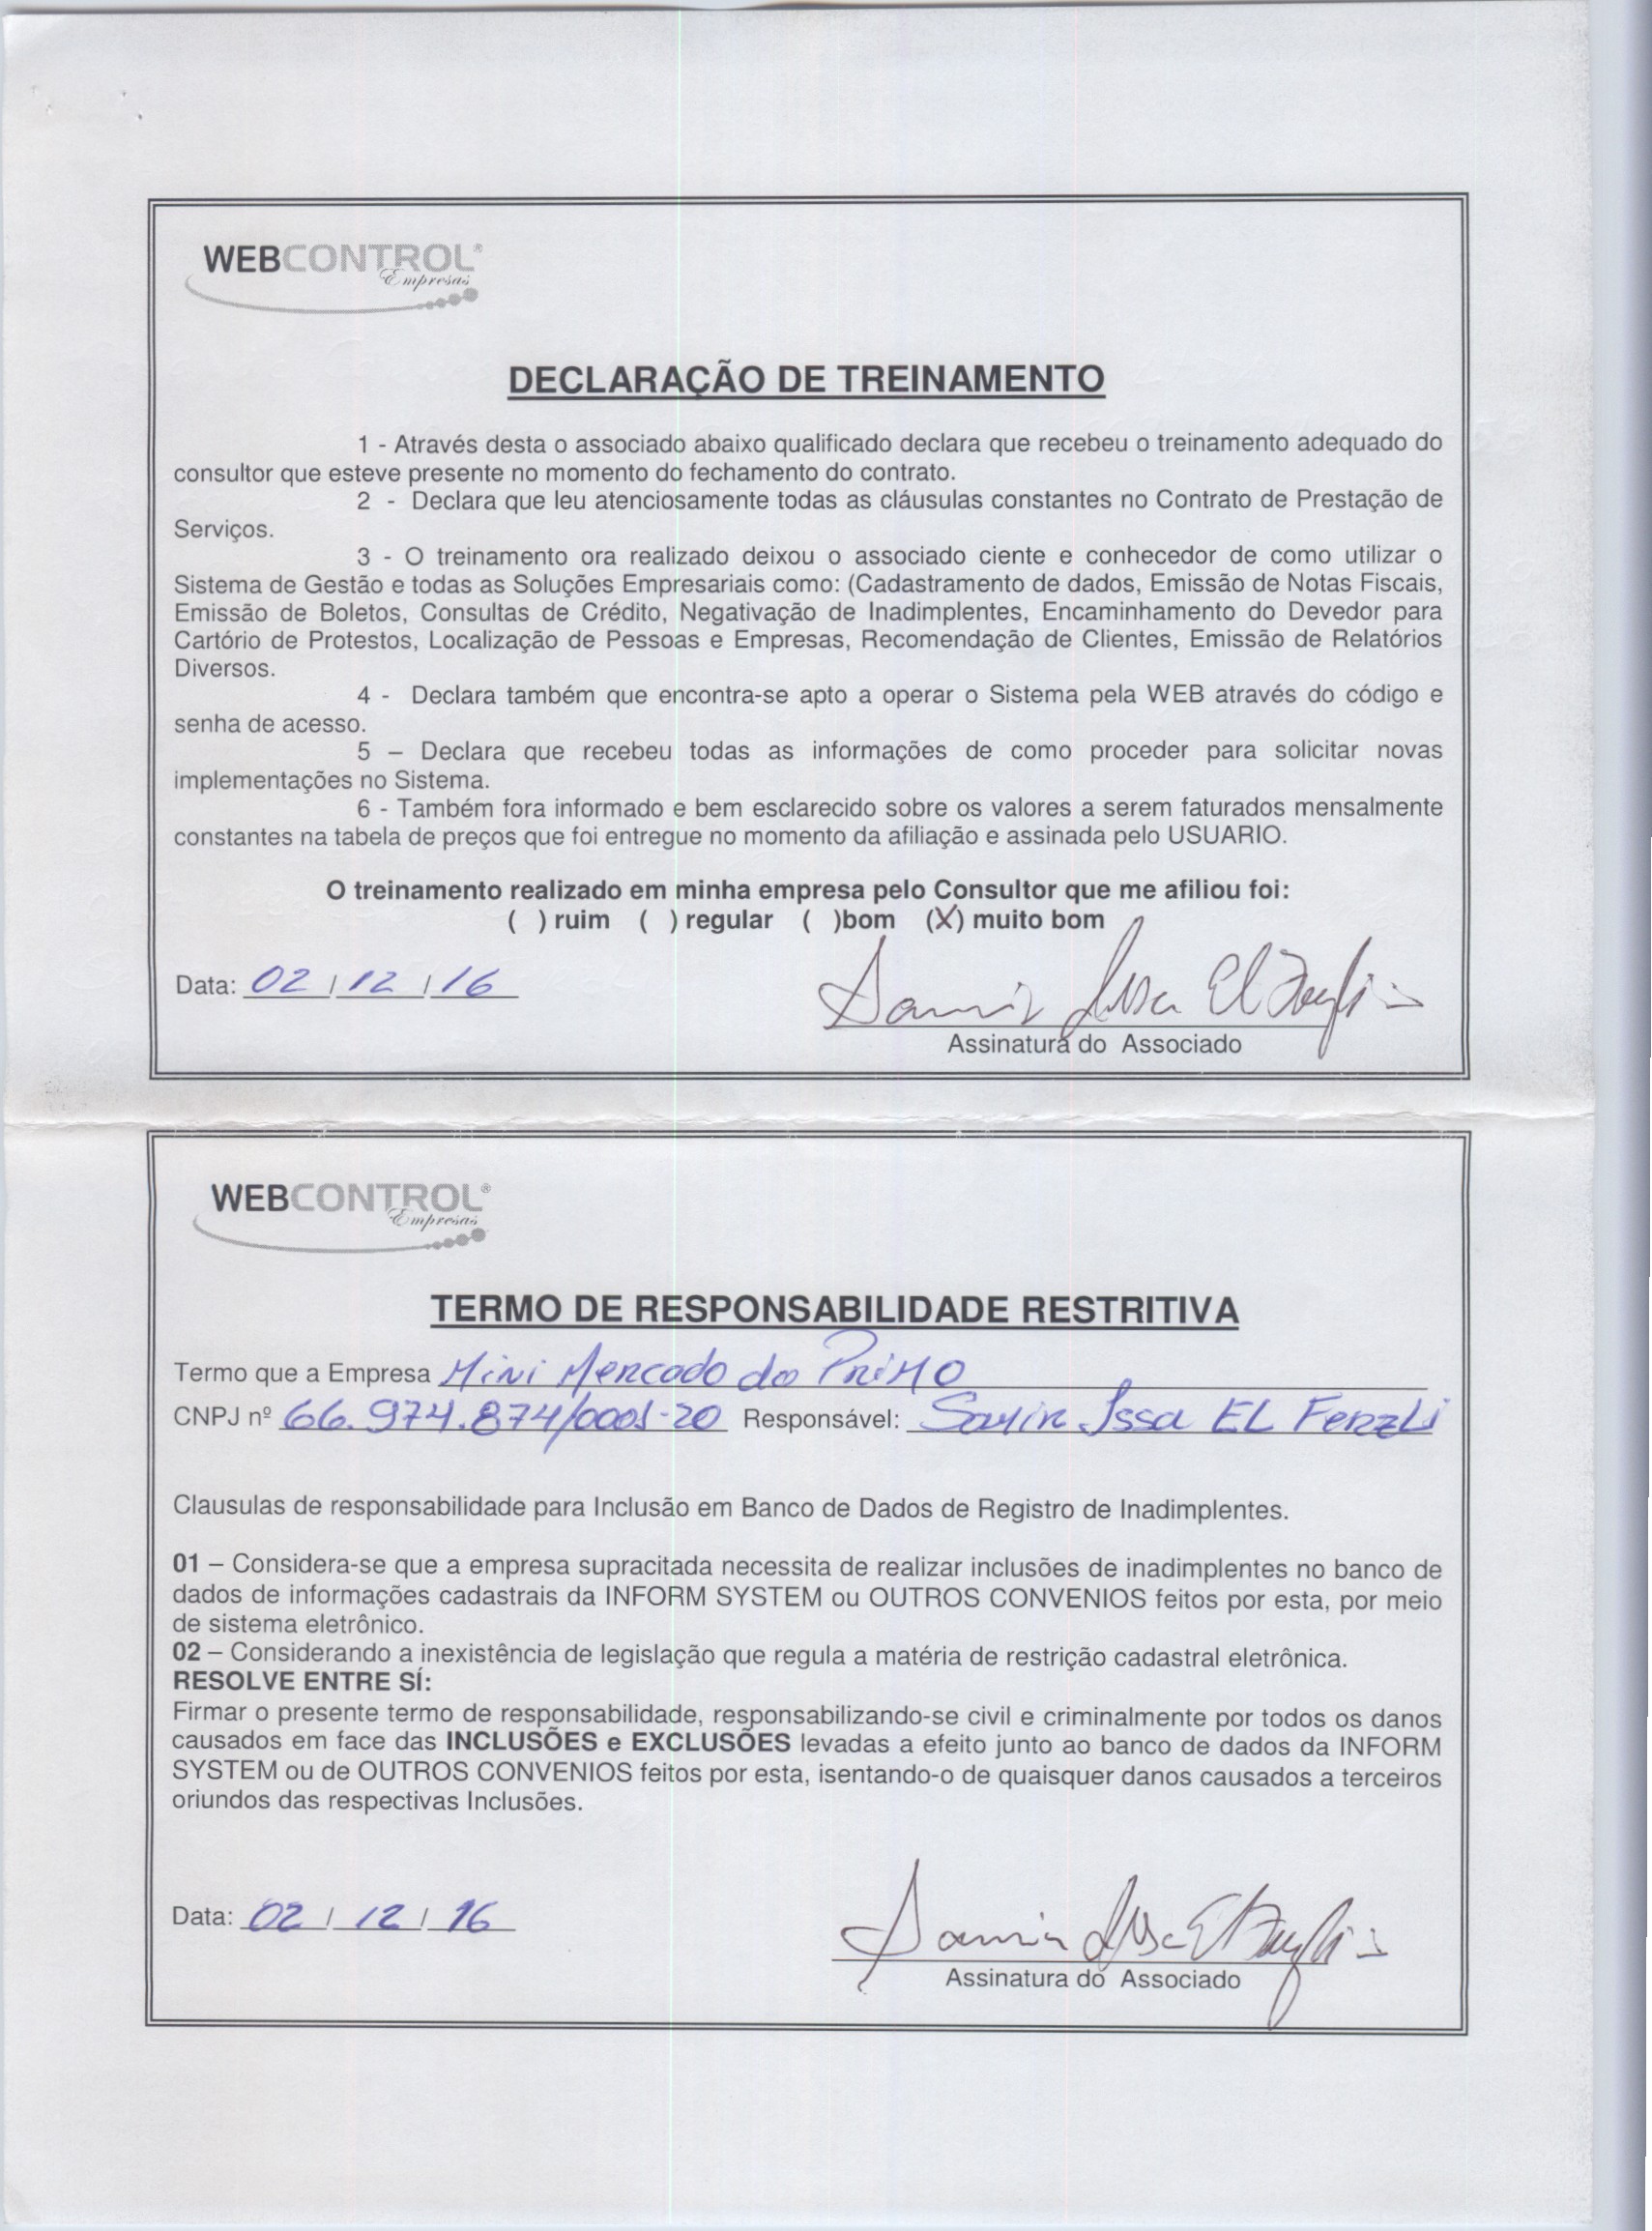 WEBCONTROL®
Empresas
DECLARAÇÃO DE TREINAMENTO
1 - Através desta o associado abaixo qualificado declara que recebeu o treinamento adequado do
consultor que esteve presente no momento do fechamento do contrato.
2 - Declara que leu atenciosamente todas as cláusulas constantes no Contrato de Prestação de
Serviços.
3 - O treinamento ora realizado deixou o associado ciente e conhecedor de como utilizar o
Sistema de Gestão e todas as Soluções Empresariais como: (Cadastramento de dados, Emissão de Notas Fiscais,
Emissão de Boletos, Consultas de Crédito, Negativação de Inadimplentes, Encaminhamento do Devedor para
Cartório de Protestos, Localização de Pessoas e Empresas, Recomendação de Clientes, Emissão de Relatórios
Diversos.
4 - Declara também que encontra-se apto a operar o Sistema pela WEB através do código e
senha de acesso.
5 – Declara que recebeu todas as informações de como proceder para solicitar novas
implementações no Sistema.
6 - Também fora informado e bem esclarecido sobre os valores a serem faturados mensalmente
constantes na tabela de preços que foi entregue no momento da afiliação e assinada pelo USUARIO.
O treinamento realizado em minha empresa pelo Consultor que me afiliou foi:
( ) ruim ( ) regular ( )bom (X) muito bom
Data: 02 / 12 / 16
Samir Issa El
Assinatura do Associado
WEBCONTROL®
Empresas
TERMO DE RESPONSABILIDADE RESTRITIVA
Termo que a Empresa Mini Mercado do Primo
CNPJ nº 66.974.874/0001-20 Responsável: Samir Issa EL Ferzli
Clausulas de responsabilidade para Inclusão em Banco de Dados de Registro de Inadimplentes.
01 – Considera-se que a empresa supracitada necessita de realizar inclusões de inadimplentes no banco de
dados de informações cadastrais da INFORM SYSTEM ou OUTROS CONVENIOS feitos por esta, por meio
de sistema eletrônico.
02 – Considerando a inexistência de legislação que regula a matéria de restrição cadastral eletrônica.
RESOLVE ENTRE SÍ:
Firmar o presente termo de responsabilidade, responsabilizando-se civil e criminalmente por todos os danos
causados em face das INCLUSÕES e EXCLUSÕES levadas a efeito junto ao banco de dados da INFORM
SYSTEM ou de OUTROS CONVENIOS feitos por esta, isentando-o de quaisquer danos causados a terceiros
oriundos das respectivas Inclusões.
Data: 02 / 12 / 16
Samir Issa El
Assinatura do Associado